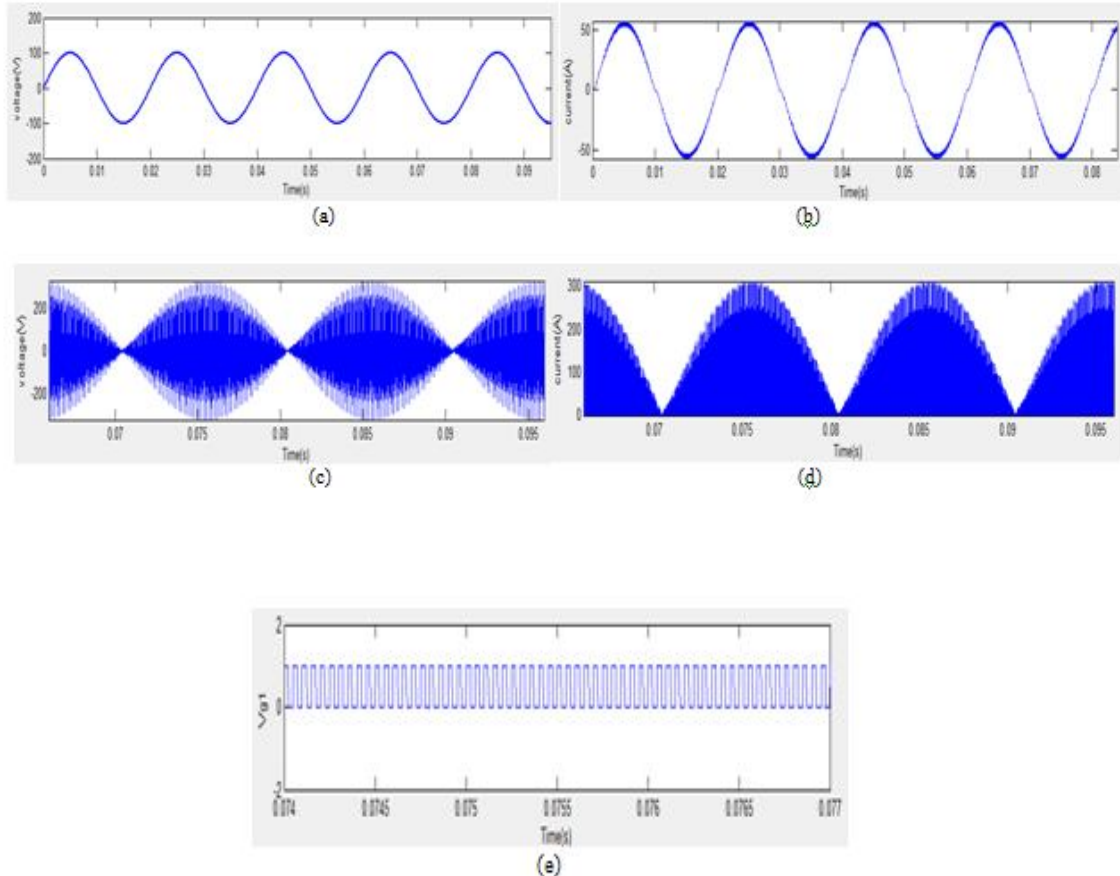 200
100
0
-100
-200
voltage(V)
0 0.01 0.02 0.03 0.04 0.05 0.06 0.07 0.08 0.09
Time(s)
(a)
50
0
-50
current(A)
0 0.01 0.02 0.03 0.04 0.05 0.06 0.07 0.08
Time(s)
(b)
200
0
-200
voltage(V)
0.07 0.075 0.08 0.085 0.09 0.095
Time(s)
(c)
300
200
100
0
current(A)
0.07 0.075 0.08 0.085 0.09 0.095
Time(s)
(d)
2
0
-2
Vg1
0.074 0.0745 0.075 0.0755 0.076 0.0765 0.077
Time(s)
(e)